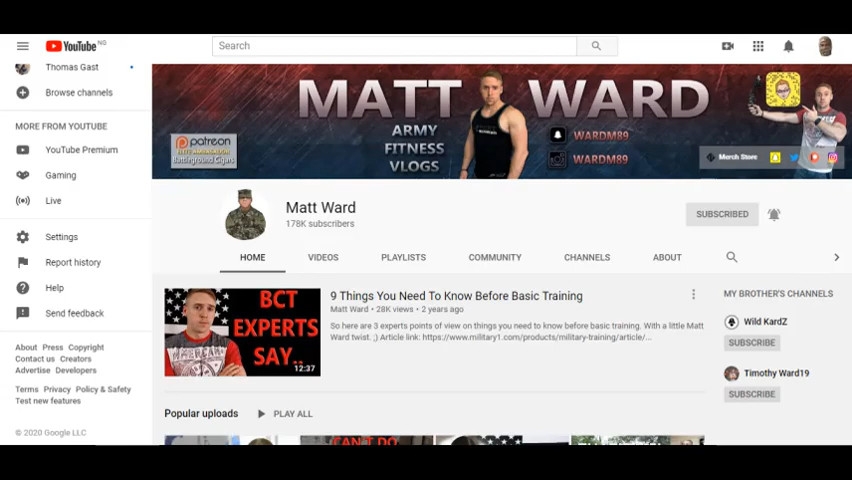 YouTube NG
Search
Thomas Gast
Browse channels
MORE FROM YOUTUBE
YouTube Premium
Gaming
Live
Settings
Report history
Help
Send feedback
About Press Copyright
Contact us Creators
Advertise Developers
Terms Privacy Policy & Safety
Test new features
© 2020 Google LLC
MATT WARD
ARMY
FITNESS
VLOGS
patreon
Battleground Cigars
WARDM89
WARDM89
Merch Store
Matt Ward
178K subscribers
SUBSCRIBED
HOME VIDEOS PLAYLISTS COMMUNITY CHANNELS ABOUT
BCT
EXPERTS
SAY..
12:37
9 Things You Need To Know Before Basic Training
Matt Ward • 28K views • 2 years ago
So here are 3 experts points of view on things you need to know before basic training. With a little Matt
Ward twist. ;) Article link: https://www.military1.com/products/military-training/article/...
MY BROTHER'S CHANNELS
Wild KardZ
SUBSCRIBE
Timothy Ward19
SUBSCRIBE
Popular uploads PLAY ALL
CAN'T DO